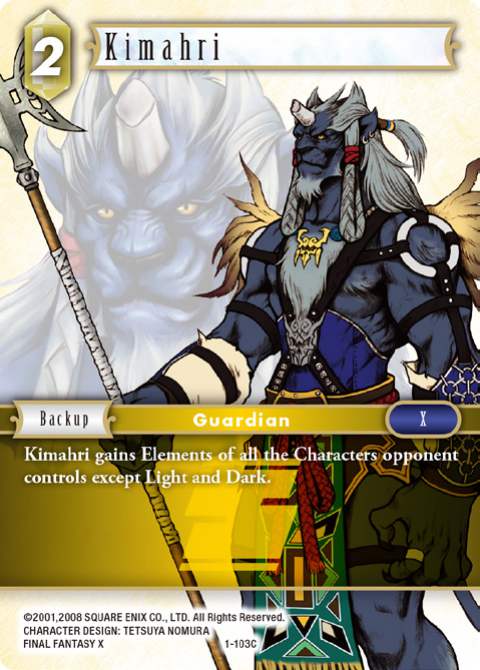 2
Kimahri
Backup
Guardian
X
Kimahri gains Elements of all the Characters opponent
controls except Light and Dark.
©2001,2008 SQUARE ENIX CO., LTD. All Rights Reserved.
CHARACTER DESIGN: TETSUYA NOMURA
FINAL FANTASY X
1-103C